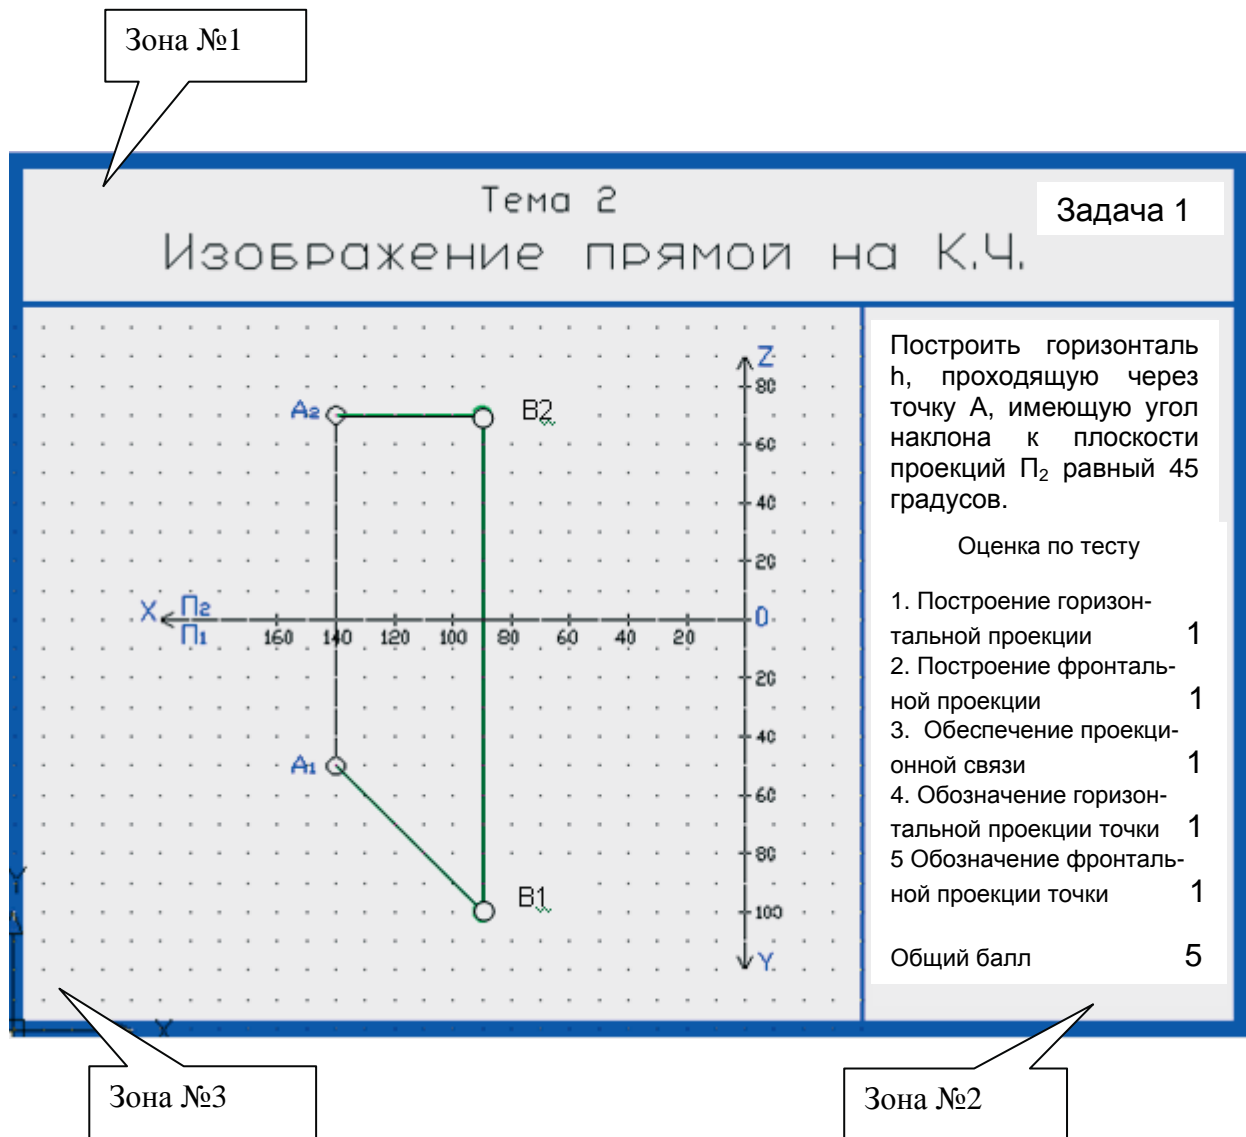 Зона №1
Тема 2
Задача 1
Изображение прямой на К.Ч.
Построить горизонталь
h, проходящую через
точку А, имеющую угол
наклона к плоскости
проекций П₂ равный 45
градусов.
Оценка по тесту
1. Построение горизон-
тальной проекции 1
2. Построение фронталь-
ной проекции 1
3. Обеспечение проекци-
онной связи 1
4. Обозначение горизон-
тальной проекции точки 1
5 Обозначение фронталь-
ной проекции точки 1
Общий балл 5
Z
80
A₂
B2
60
40
20
X
П₂
П₁
160 140 120 100 80 60 40 20
0
20
40
A₁
60
80
B1
100
Y
Y
X
Зона №3
Зона №2